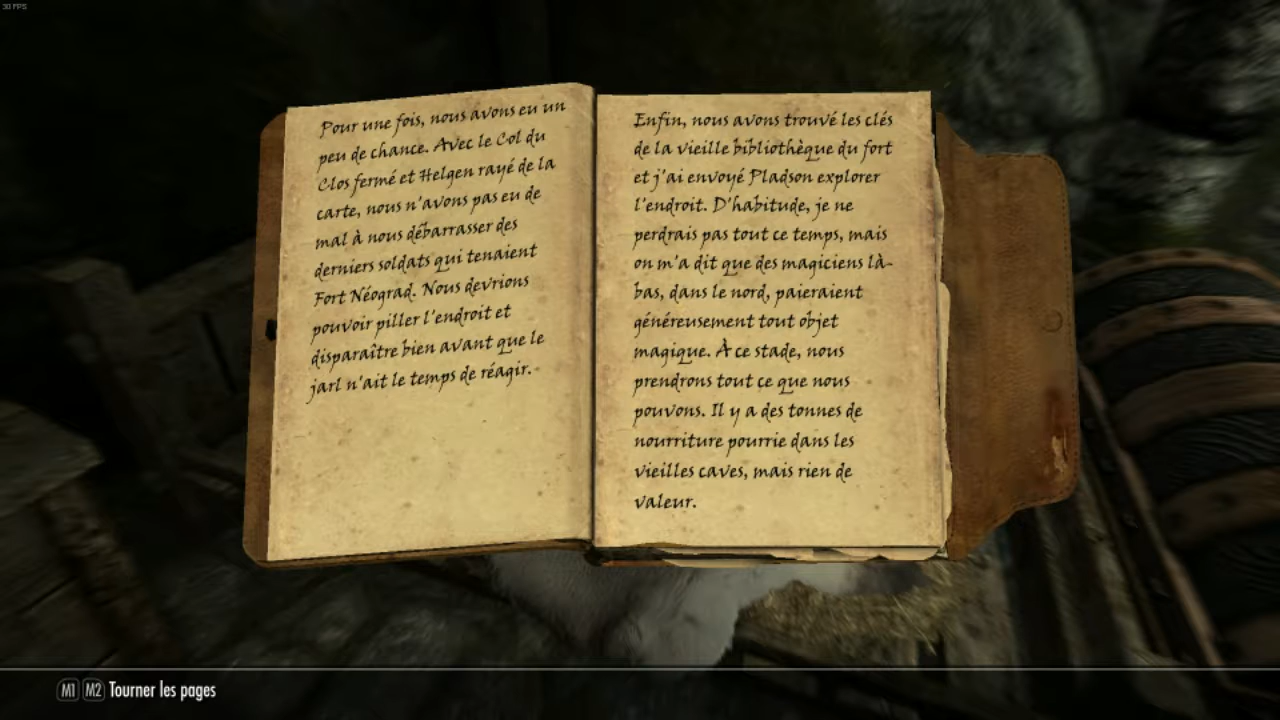 30 FPS
Pour une fois, nous avons eu un
peu de chance. Avec le Col du
Clos fermé et Helgen rayé de la
carte, nous n'avons pas eu de
mal à nous débarrasser des
derniers soldats qui tenaient
Fort Néograd. Nous devrions
pouvoir piller l'endroit et
disparaître bien avant que le
jarl n'ait le temps de réagir.
Enfin, nous avons trouvé les clés
de la vieille bibliothèque du fort
et j'ai envoyé Pladson explorer
l'endroit. D'habitude, je ne
perdrais pas tout ce temps, mais
on m'a dit que des magiciens là-
bas, dans le nord, paieraient
généreusement tout objet
magique. À ce stade, nous
prendrons tout ce que nous
pouvons. Il y a des tonnes de
nourriture pourrie dans les
vieilles caves, mais rien de
valeur.
M1 M2 Tourner les pages